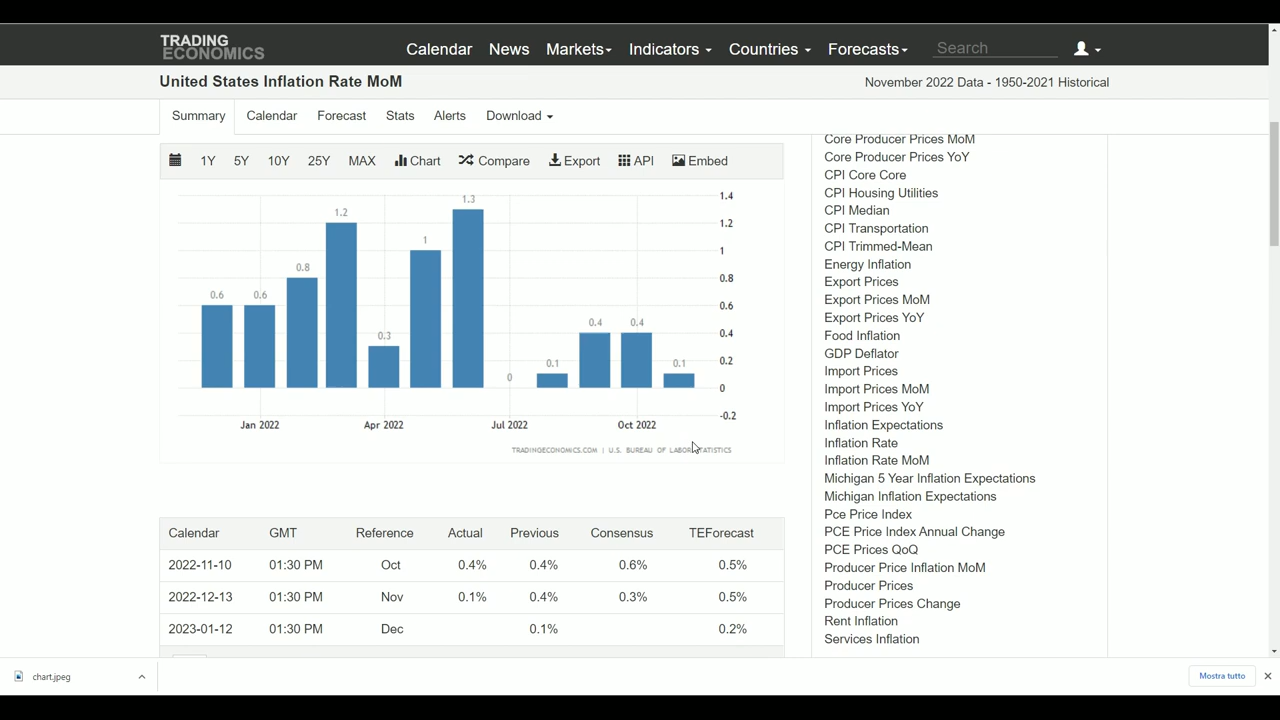 TRADING
ECONOMICS
Calendar News Markets Indicators Countries Forecasts Search
United States Inflation Rate MoM
November 2022 Data - 1950-2021 Historical
Summary Calendar Forecast Stats Alerts Download
1Y 5Y 10Y 25Y MAX Chart Compare Export API Embed
1.4
1.2
1
0.8
0.6
0.4
0.2
0
-0.2
0.6 0.6 0.8 1.2 0.3 1 1.3 0 0.1 0.4 0.4 0.1
Jan 2022 Apr 2022 Jul 2022 Oct 2022
TRADINGECONOMICS.COM | U.S. BUREAU OF LABOR STATISTICS
Calendar GMT Reference Actual Previous Consensus TEForecast
2022-11-10 01:30 PM Oct 0.4% 0.4% 0.6% 0.5%
2022-12-13 01:30 PM Nov 0.1% 0.4% 0.3% 0.5%
2023-01-12 01:30 PM Dec 0.1% 0.2%
Core Producer Prices MoM
Core Producer Prices YoY
CPI Core Core
CPI Housing Utilities
CPI Median
CPI Transportation
CPI Trimmed-Mean
Energy Inflation
Export Prices
Export Prices MoM
Export Prices YoY
Food Inflation
GDP Deflator
Import Prices
Import Prices MoM
Import Prices YoY
Inflation Expectations
Inflation Rate
Inflation Rate MoM
Michigan 5 Year Inflation Expectations
Michigan Inflation Expectations
Pce Price Index
PCE Price Index Annual Change
PCE Prices QoQ
Producer Price Inflation MoM
Producer Prices
Producer Prices Change
Rent Inflation
Services Inflation
chart.jpeg
Mostra tutto